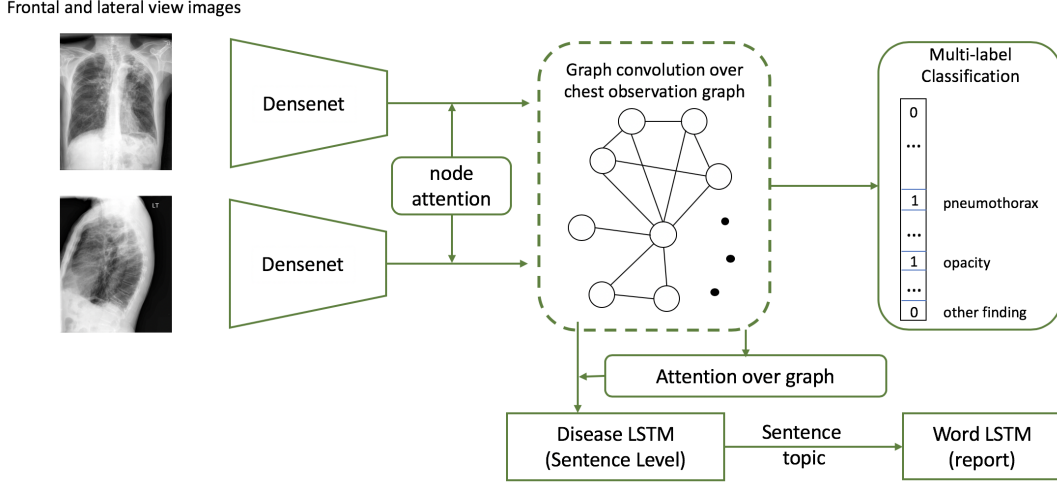 Frontal and lateral view images
LT
Densenet
node
attention
Densenet
Graph convolution over
chest observation graph
Multi-label
Classification
0
...
1 pneumothorax
...
1 opacity
...
0 other finding
Attention over graph
Disease LSTM
(Sentence Level)
Sentence
topic
Word LSTM
(report)